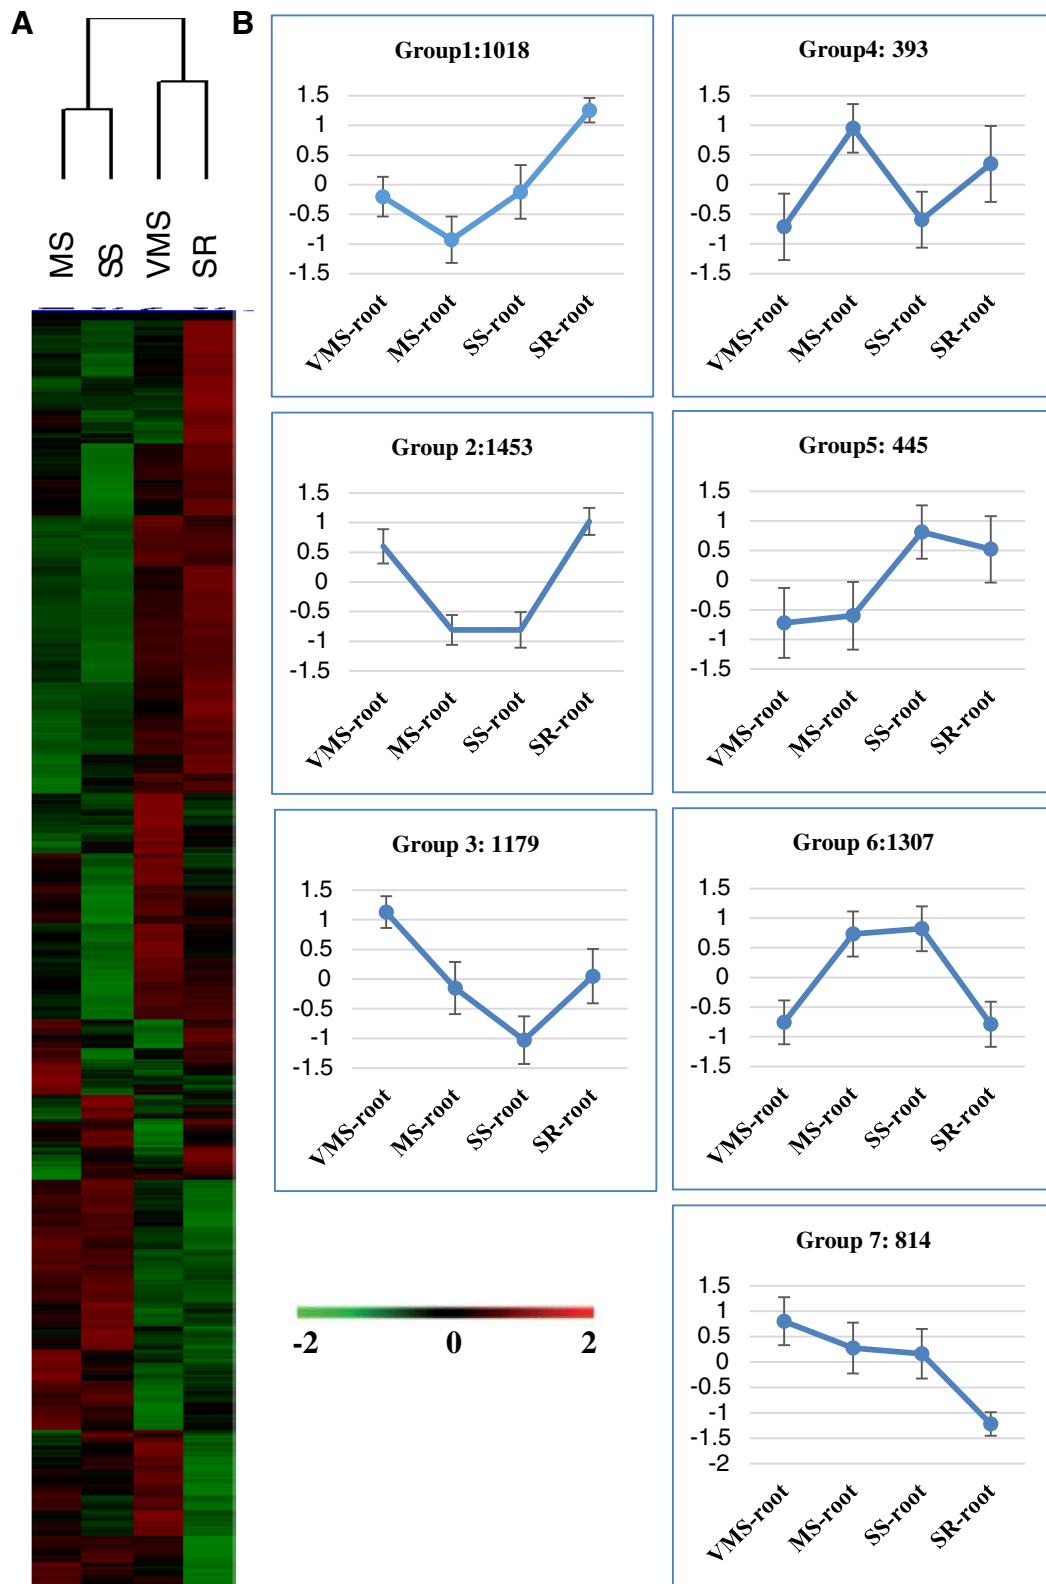 A
MS
SS
VMS
SR
-2
0
2
B
Group1:1018
1.5
1
0.5
0
-0.5
-1
-1.5
VMS-root
MS-root
SS-root
SR-root
Group 2:1453
1.5
1
0.5
0
-0.5
-1
-1.5
VMS-root
MS-root
SS-root
SR-root
Group 3: 1179
1.5
1
0.5
0
-0.5
-1
-1.5
VMS-root
MS-root
SS-root
SR-root
Group4: 393
1.5
1
0.5
0
-0.5
-1
-1.5
VMS-root
MS-root
SS-root
SR-root
Group5: 445
1.5
1
0.5
0
-0.5
-1
-1.5
VMS-root
MS-root
SS-root
SR-root
Group 6:1307
1.5
1
0.5
0
-0.5
-1
-1.5
VMS-root
MS-root
SS-root
SR-root
Group 7: 814
1.5
1
0.5
0
-0.5
-1
-1.5
-2
VMS-root
MS-root
SS-root
SR-root